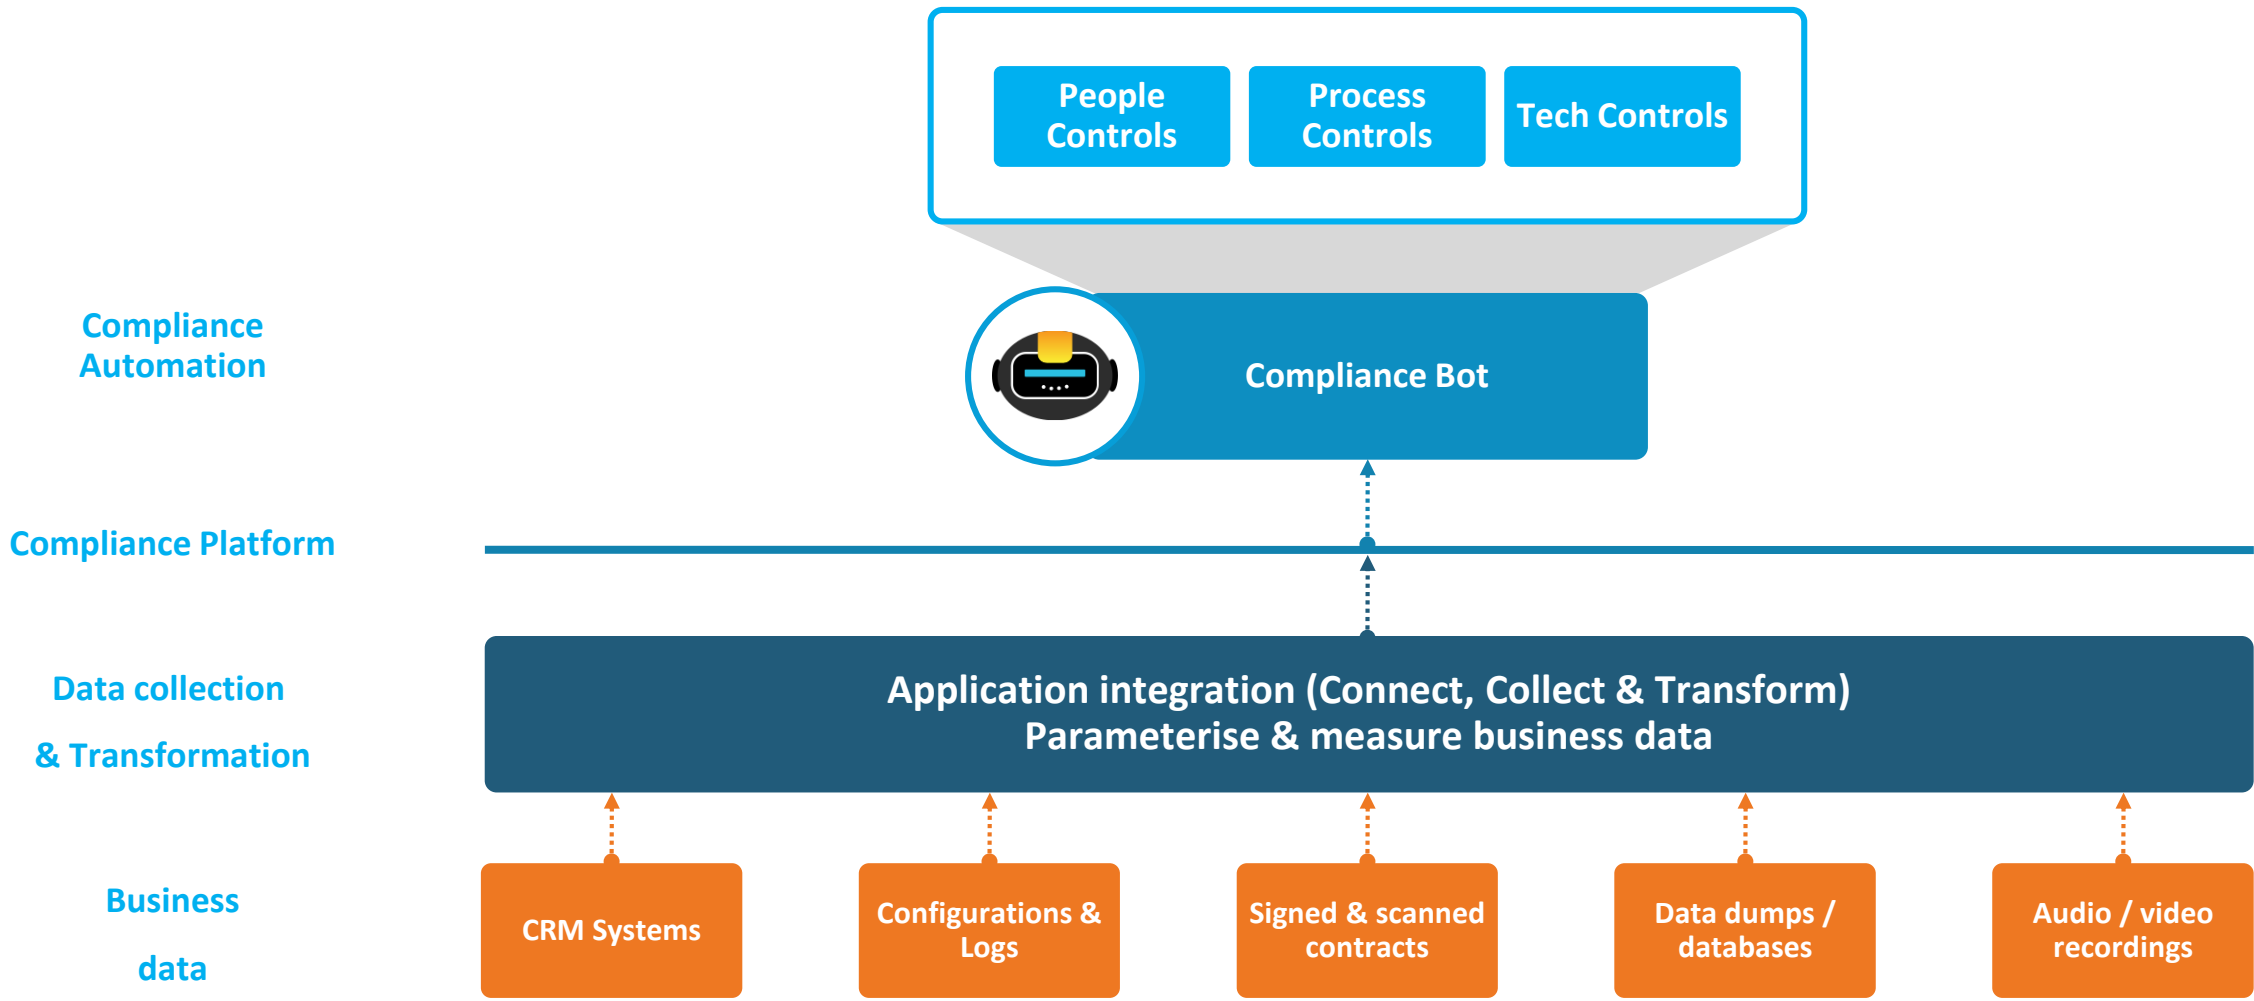 People
Controls
Process
Controls
Tech Controls
Compliance
Automation
Compliance Bot
Compliance Platform
Data collection
& Transformation
Application integration (Connect, Collect & Transform)
Parameterise & measure business data
Business
data
CRM Systems
Configurations &
Logs
Signed & scanned
contracts
Data dumps /
databases
Audio / video
recordings